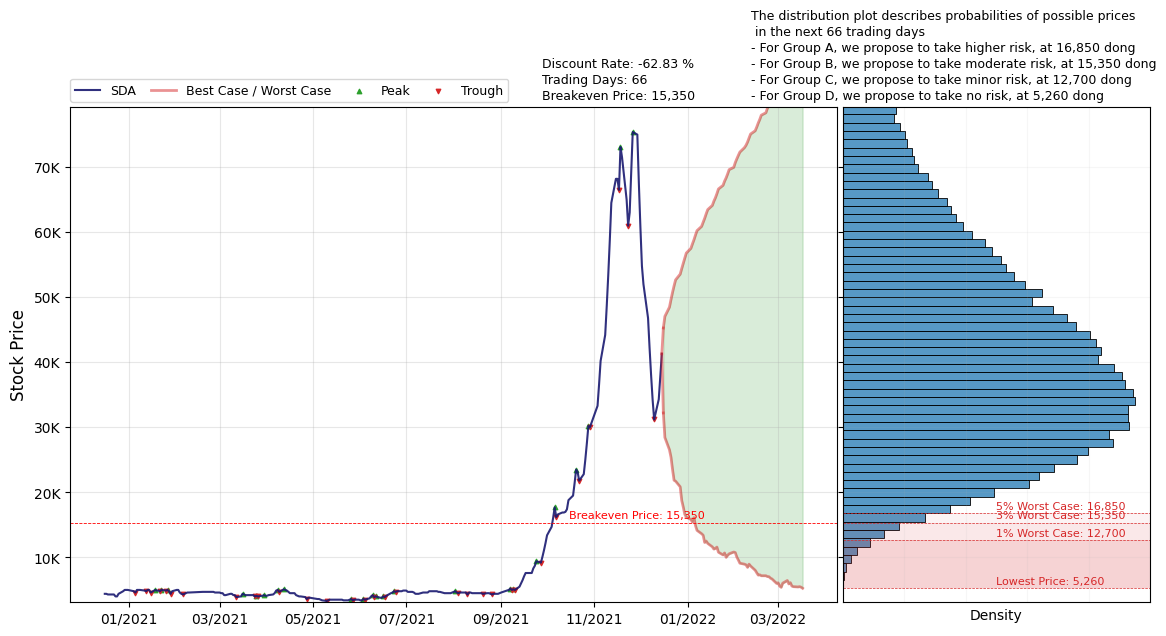 The distribution plot describes probabilities of possible prices
in the next 66 trading days
- For Group A, we propose to take higher risk, at 16,850 dong
- For Group B, we propose to take moderate risk, at 15,350 dong
- For Group C, we propose to take minor risk, at 12,700 dong
- For Group D, we propose to take no risk, at 5,260 dong
Discount Rate: -62.83 %
Trading Days: 66
Breakeven Price: 15,350
SDA
Best Case / Worst Case
Peak
Trough
Stock Price
70K
60K
50K
40K
30K
20K
10K
Breakeven Price: 15,350
5% Worst Case: 16,850
3% Worst Case: 15,350
1% Worst Case: 12,700
Lowest Price: 5,260
01/2021
03/2021
05/2021
07/2021
09/2021
11/2021
01/2022
03/2022
Density